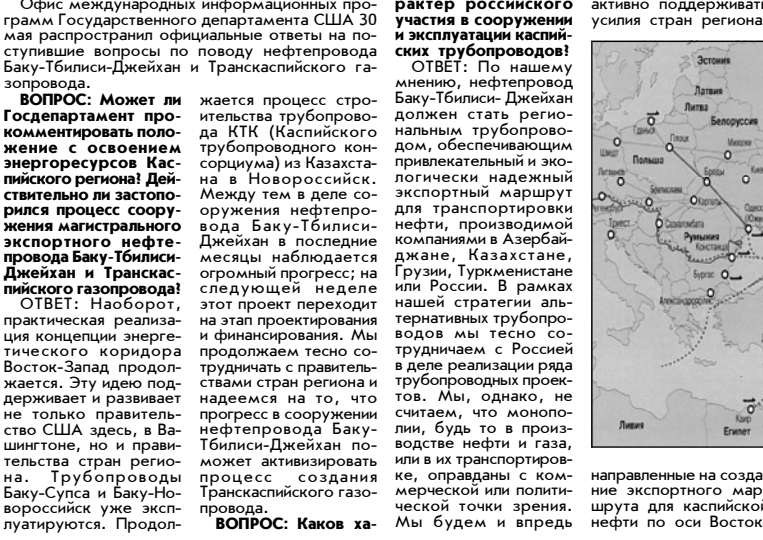 Офис международных информационных про-
грамм Государственного департамента США 30
мая распространил официальные ответы на по-
ступившие вопросы по поводу нефтепровода
Баку-Тбилиси-Джейхан и Транскаспийского га-
зопровода.
ВОПРОС: Может ли
Госдепартамент про-
комментировать поло-
жение с освоением
энергоресурсов Кас-
пийского региона? Дей-
ствительно ли застопо-
рился процесс соору-
жения магистрального
экспортного нефте-
провода Баку-Тбилиси-
Джейхан и Транскас-
пийского газопровода?
ОТВЕТ: Наоборот,
практическая реализа-
ция концепции энерге-
тического коридора
Восток-Запад продол-
жается. Эту идею под-
держивает и развивает
не только правитель-
ство США здесь, в Ва-
шингтоне, но и прави-
тельства стран регио-
на. Трубопроводы
Баку-Супса и Баку-Но-
вороссийск уже эксп-
луатируются. Продол-
жается процесс стро-
ительства трубопрово-
да КТК (Каспийского
трубопроводного кон-
сорциума) из Казахста-
на в Новороссийск.
Между тем в деле со-
оружения нефтепро-
вода Баку-Тбилиси-
Джейхан в последние
месяцы наблюдается
огромный прогресс; на
следующей неделе
этот проект переходит
на этап проектирования
и финансирования. Мы
продолжаем тесно со-
трудничать с правитель-
ствами стран региона и
надеемся на то, что
прогресс в сооружении
нефтепровода Баку-
Тбилиси-Джейхан по-
может активизировать
процесс создания
Транскаспийского газо-
провода.
ВОПРОС: Каков ха-
рактер российского
участия в сооружении
и эксплуатации каспий-
ских трубопроводов?
ОТВЕТ: По нашему
мнению, нефтепровод
Баку-Тбилиси- Джейхан
должен стать регио-
нальным трубопрово-
дом, обеспечивающим
привлекательный и эко-
логически надежный
экспортный маршрут
для транспортировки
нефти, производимой
компаниями в Азербай-
джане, Казахстане,
Грузии, Туркменистане
или России. В рамках
нашей стратегии аль-
тернативных трубопро-
водов мы тесно со-
трудничаем с Россией
в деле реализации ряда
трубопроводных проек-
тов. Мы, однако, не
считаем, что монопо-
лии, будь то в произ-
водстве нефти и газа,
или в их транспортиров-
ке, оправданы с ком-
мерческой или полити-
ческой точки зрения.
Мы будем и впредь
активно поддерживать
усилия стран региона,
Эстония
Латвия
Литва
Белоруссия
Гданьск
Плоцк
Шведт
Польша
Броды
Братислава
Триест
Румыния
Констанца
Бургас
Александрополис
Ливия
Каир
Египет
направленные на созда-
ние экспортного мар-
шрута для каспийской
нефти по оси Восток-